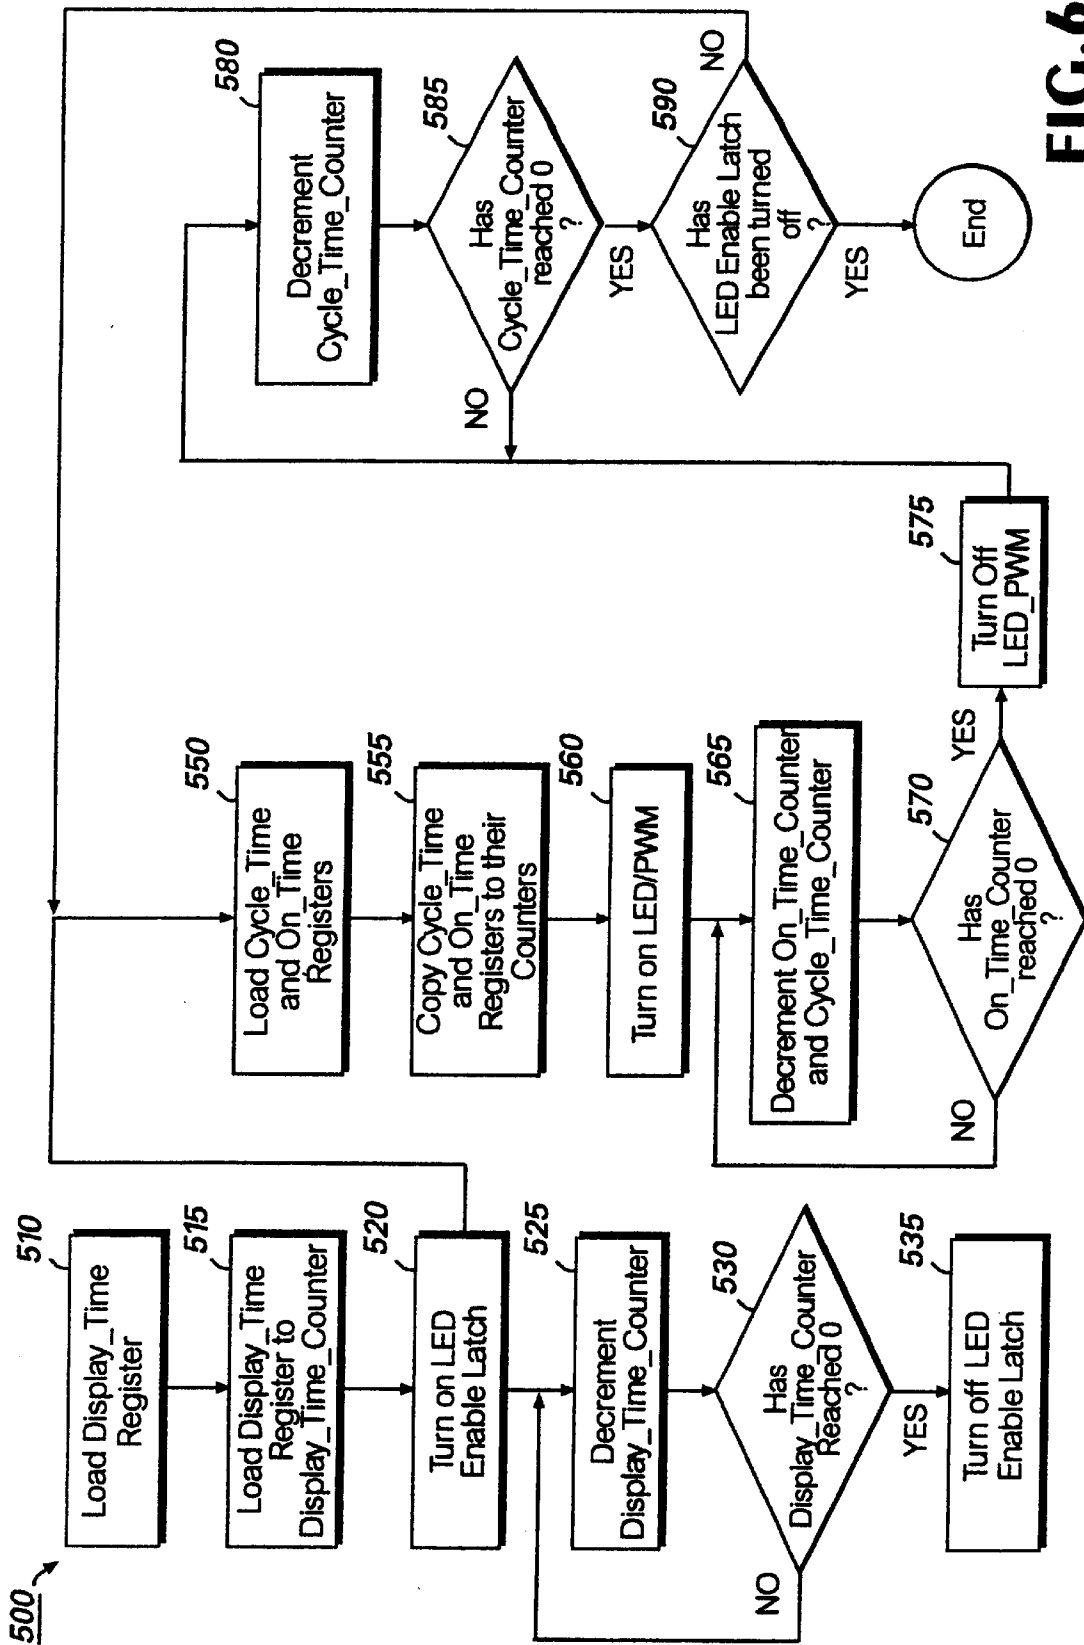 500
510
Load Display_Time
Register
515
Load Display_Time
Register to
Display_Time_Counter
520
Turn on LED
Enable Latch
525
Decrement
Display_Time_Counter
530
Has
Display_Time_Counter
Reached 0
?
NO
YES
535
Turn off LED
Enable Latch
550
Load Cycle_Time
and On_Time
Registers
555
Copy Cycle_Time
and On_Time
Registers to their
Counters
560
Turn on LED/PWM
565
Decrement On_Time_Counter
and Cycle_Time_Counter
570
Has
On_Time_Counter
reached 0
?
NO
YES
575
Turn Off
LED_PWM
580
Decrement
Cycle_Time_Counter
585
Has
Cycle_Time_Counter
reached 0
?
NO
YES
590
Has
LED Enable Latch
been turned
off
?
NO
YES
End
FIG.6